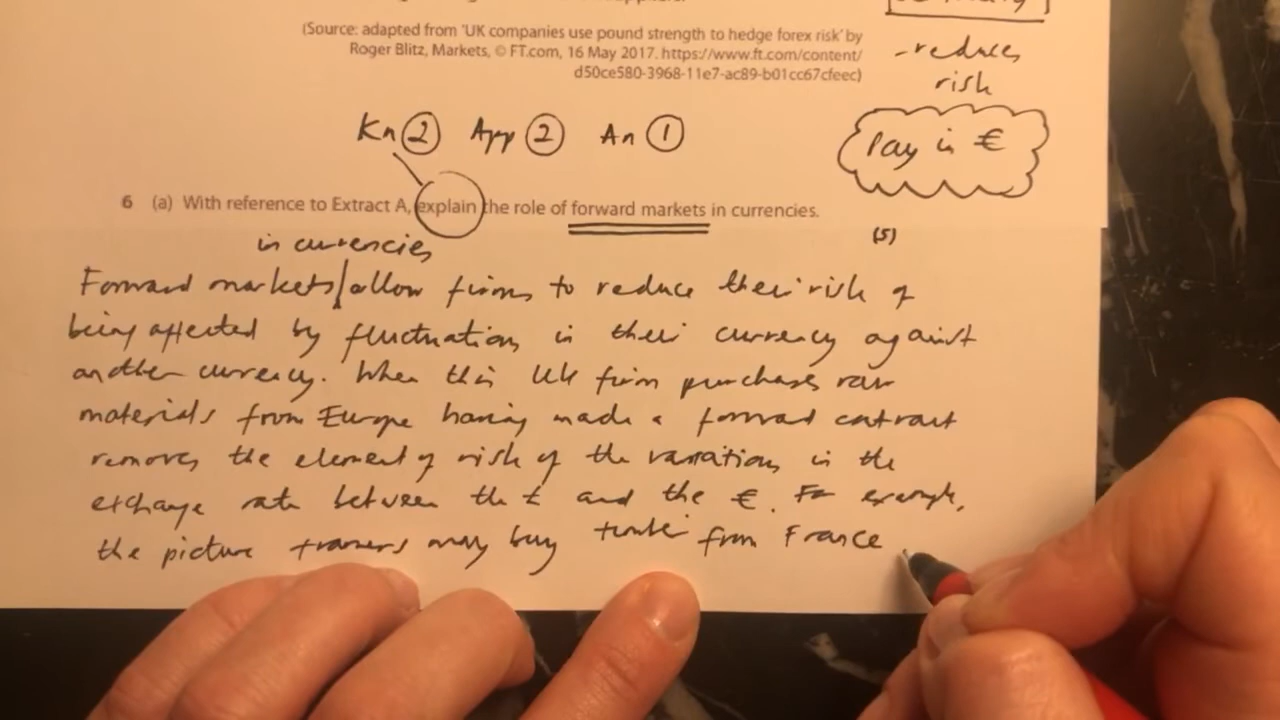 (Source: adapted from 'UK companies use pound strength to hedge forex risk' by
Roger Blitz, Markets, © FT.com, 16 May 2017. https://www.ft.com/content/
d50ce580-3968-11e7-ac89-b01cc67cfeec)
- reduces
risk
Pay in €
Kn 2 App 2 An 1
6 (a) With reference to Extract A, explain the role of forward markets in currencies.
(5)
in currencies
Forward markets allow firms to reduce their risk of
being affected by fluctuations in their currency against
another currency. When this UK firm purchases raw
materials from Europe having made a forward contract
removes the element of risk of the variations in the
exchange rate between the £ and the €. For example,
the picture framers may buy timber from France